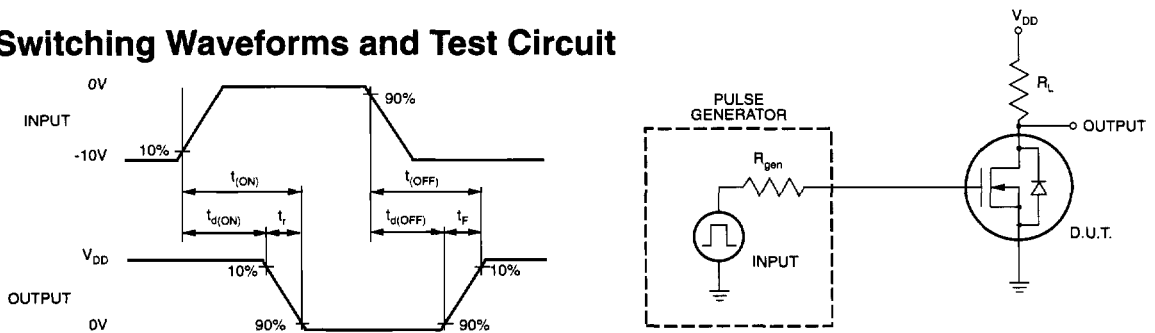 Switching Waveforms and Test Circuit
0V
INPUT
-10V
10%
90%
t(ON)
t(OFF)
td(ON)
tr
td(OFF)
tF
VDD
10%
10%
OUTPUT
0V
90%
90%
VDD
RL
PULSE
GENERATOR
OUTPUT
Rgen
INPUT
D.U.T.